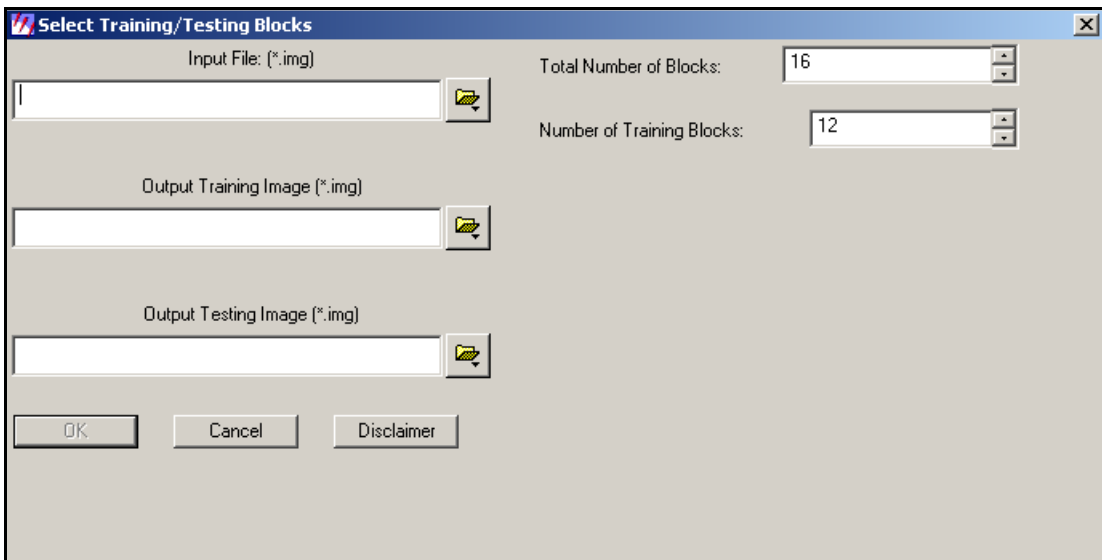 Select Training/Testing Blocks
Input File: (*.img)
Total Number of Blocks:
16
Number of Training Blocks:
12
Output Training Image (*.img)
Output Testing Image (*.img)
OK
Cancel
Disclaimer